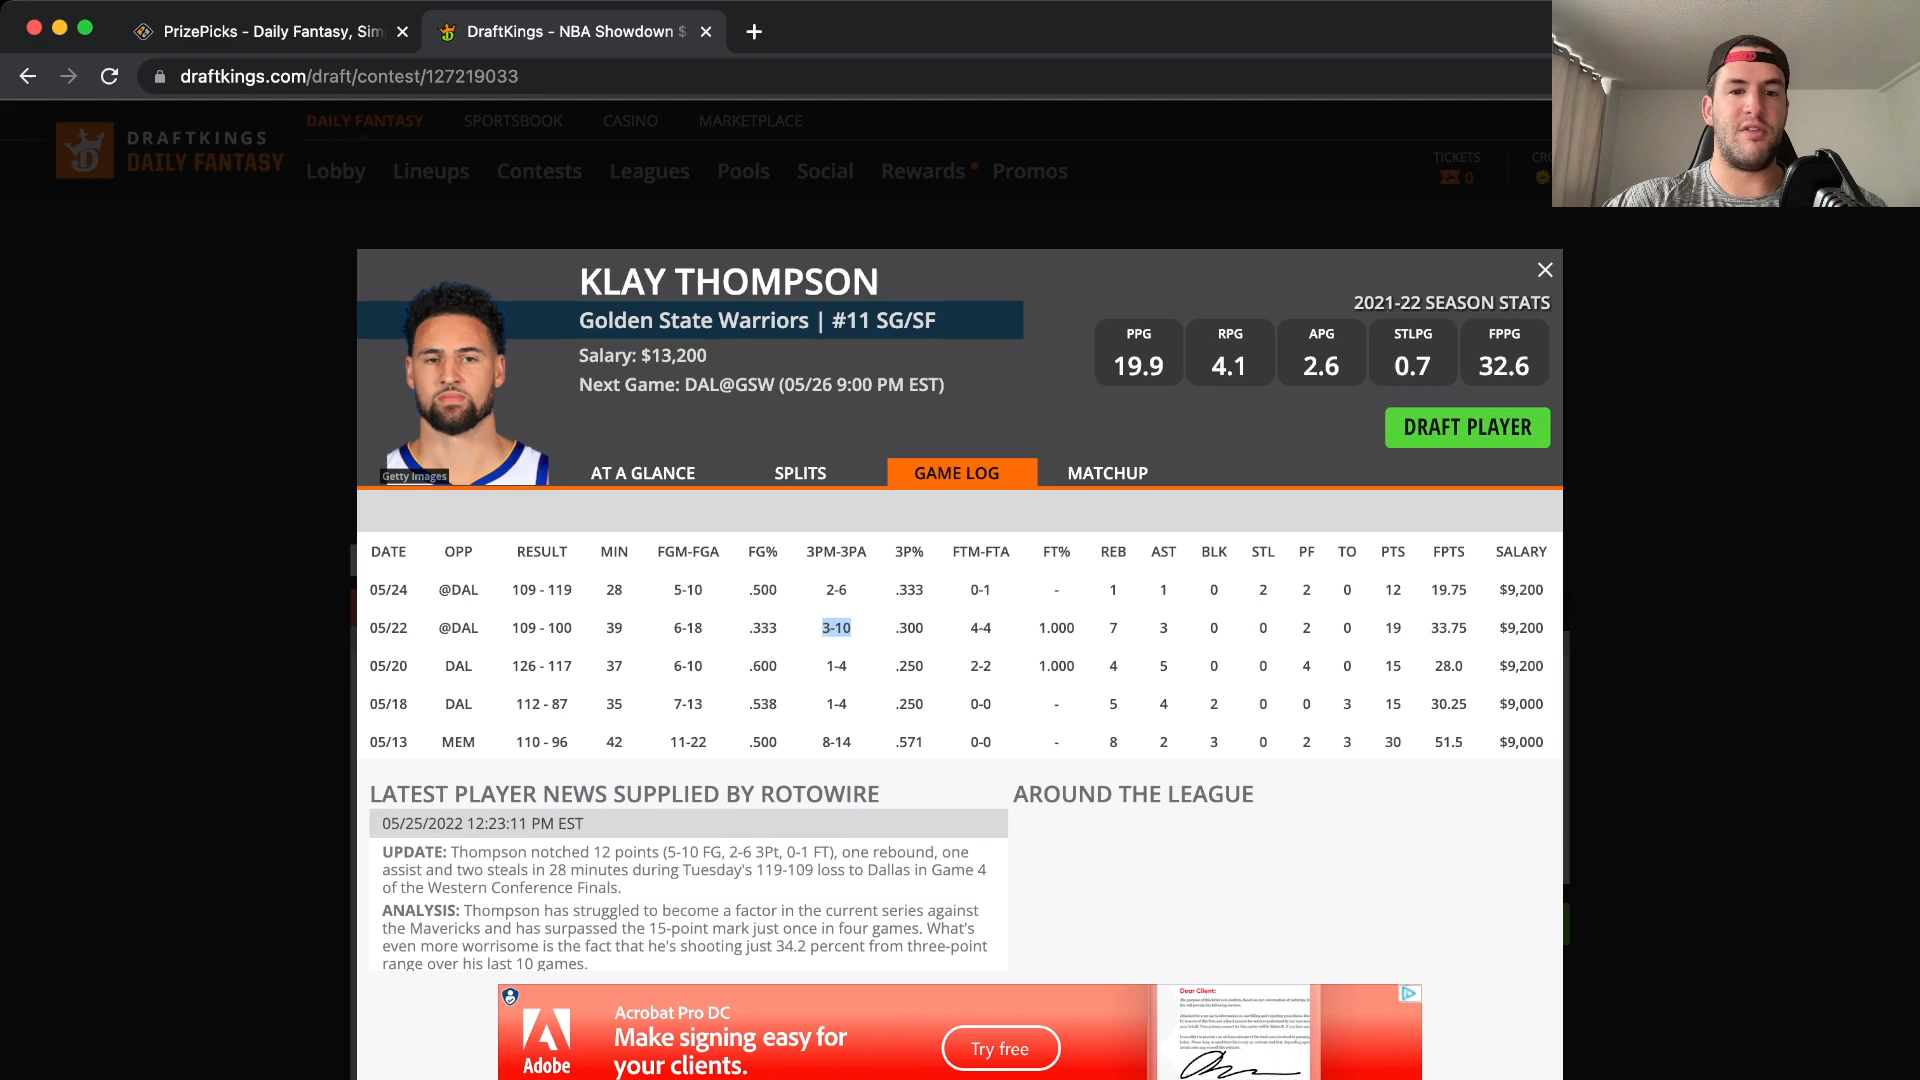 PrizePicks - Daily Fantasy, Sim
DraftKings - NBA Showdown $
draftkings.com/draft/contest/127219033
DRAFTKINGS
DAILY FANTASY
DAILY FANTASY SPORTSBOOK CASINO MARKETPLACE
Lobby Lineups Contests Leagues Pools Social Rewards Promos
TICKETS
0
CRO
KLAY THOMPSON
Golden State Warriors | #11 SG/SF
Salary: $13,200
Next Game: DAL@GSW (05/26 9:00 PM EST)
Getty Images
2021-22 SEASON STATS
PPG RPG APG STLPG FPPG
19.9 4.1 2.6 0.7 32.6
DRAFT PLAYER
AT A GLANCE SPLITS GAME LOG MATCHUP
DATE OPP RESULT MIN FGM-FGA FG% 3PM-3PA 3P% FTM-FTA FT% REB AST BLK STL PF TO PTS FPTS SALARY
05/24 @DAL 109 - 119 28 5-10 .500 2-6 .333 0-1 - 1 1 0 2 2 0 12 19.75 $9,200
05/22 @DAL 109 - 100 39 6-18 .333 3-10 .300 4-4 1.000 7 3 0 0 2 0 19 33.75 $9,200
05/20 DAL 126 - 117 37 6-10 .600 1-4 .250 2-2 1.000 4 5 0 0 4 0 15 28.0 $9,200
05/18 DAL 112 - 87 35 7-13 .538 1-4 .250 0-0 - 5 4 2 0 0 3 15 30.25 $9,000
05/13 MEM 110 - 96 42 11-22 .500 8-14 .571 0-0 - 8 2 3 0 2 3 30 51.5 $9,000
LATEST PLAYER NEWS SUPPLIED BY ROTOWIRE
AROUND THE LEAGUE
05/25/2022 12:23:11 PM EST
UPDATE: Thompson notched 12 points (5-10 FG, 2-6 3Pt, 0-1 FT), one rebound, one
assist and two steals in 28 minutes during Tuesday's 119-109 loss to Dallas in Game 4
of the Western Conference Finals.
ANALYSIS: Thompson has struggled to become a factor in the current series against
the Mavericks and has surpassed the 15-point mark just once in four games. What's
even more worrisome is the fact that he's shooting just 34.2 percent from three-point
range over his last 10 games.
Adobe
Acrobat Pro DC
Make signing easy for
your clients.
Try free
Dear Client: